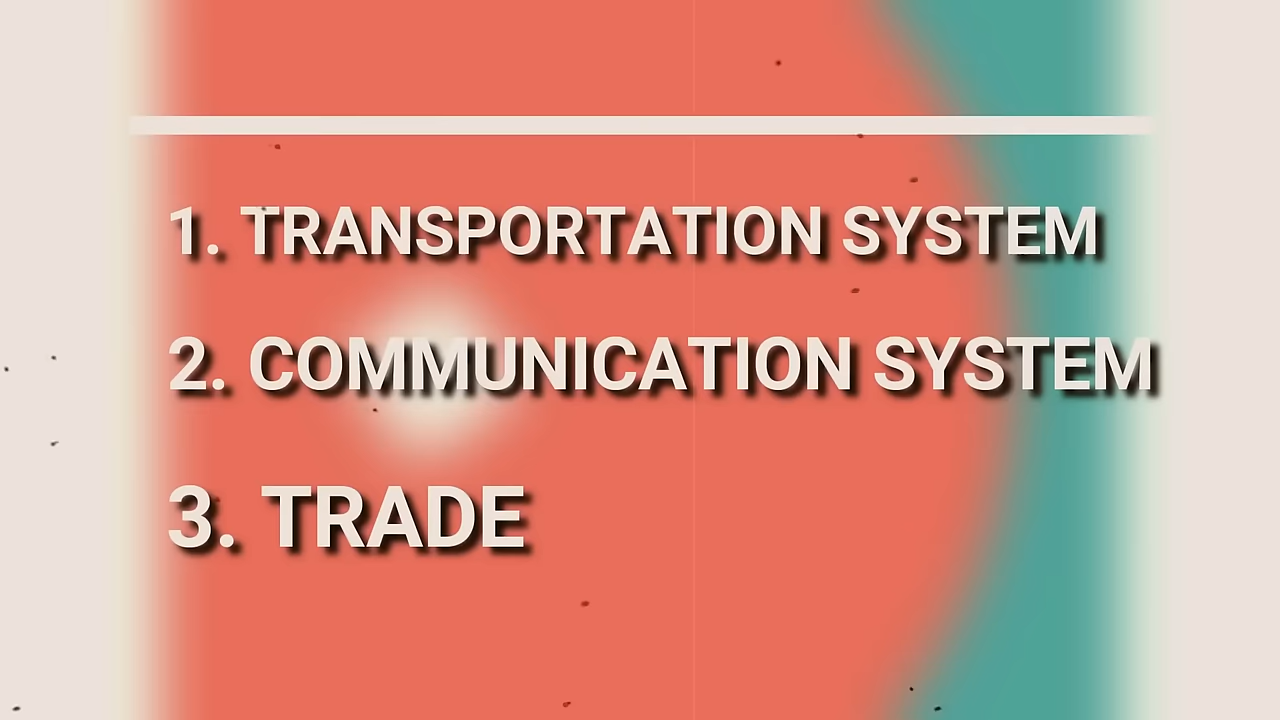 1. TRANSPORTATION SYSTEM
2. COMMUNICATION SYSTEM
3. TRADE